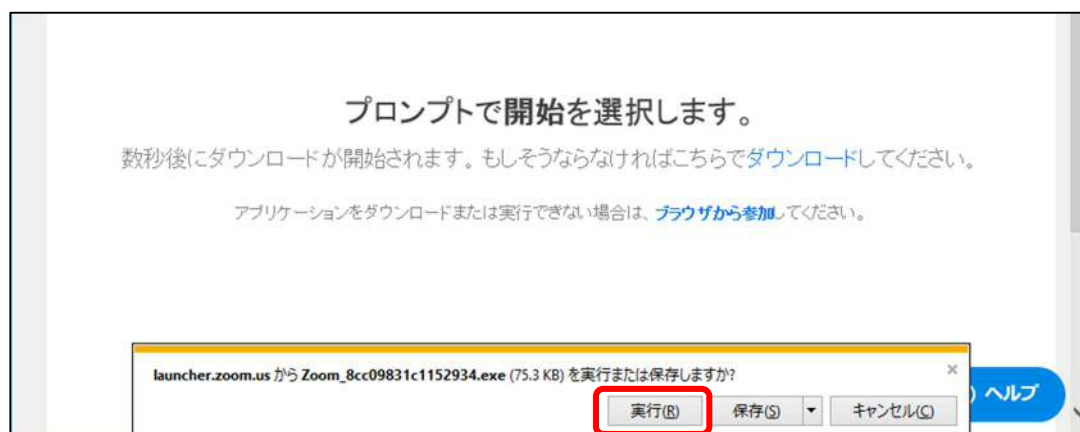 プロンプトで開始を選択します。
数秒後にダウンロードが開始されます。もしそうならなければこちらでダウンロードしてください。
アプリケーションをダウンロードまたは実行できない場合は、ブラウザから参加してください。
launcher.zoom.us から Zoom_8cc09831c1152934.exe (75.3 KB) を実行または保存しますか?
×
実行(R) 保存(S) ▼ キャンセル(C)
ヘルプ